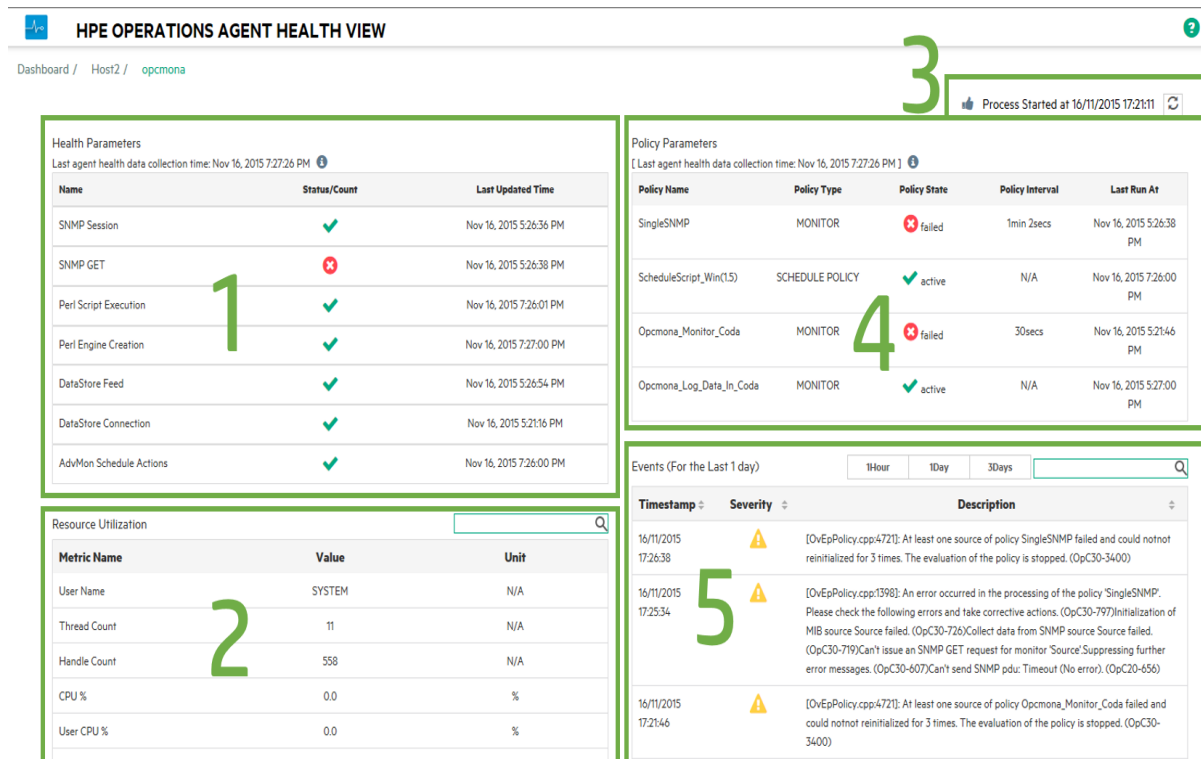 HPE OPERATIONS AGENT HEALTH VIEW
?
Dashboard / Host2 / opcmona
3
Process Started at 16/11/2015 17:21:11
Health Parameters
Last agent health data collection time: Nov 16, 2015 7:27:26 PM
Name Status/Count Last Updated Time
SNMP Session Nov 16, 2015 5:26:36 PM
SNMP GET Nov 16, 2015 5:26:38 PM
Perl Script Execution Nov 16, 2015 7:26:01 PM
Perl Engine Creation Nov 16, 2015 7:27:00 PM
DataStore Feed Nov 16, 2015 5:26:54 PM
DataStore Connection Nov 16, 2015 5:21:16 PM
AdvMon Schedule Actions Nov 16, 2015 7:26:00 PM
1
Resource Utilization
Metric Name Value Unit
User Name SYSTEM N/A
Thread Count 11 N/A
Handle Count 558 N/A
CPU % 0.0 %
User CPU % 0.0 %
2
Policy Parameters
[ Last agent health data collection time: Nov 16, 2015 7:27:26 PM ]
Policy Name Policy Type Policy State Policy Interval Last Run At
SingleSNMP MONITOR failed 1min 2secs Nov 16, 2015 5:26:38
PM
ScheduleScript_Win(1.5) SCHEDULE POLICY active N/A Nov 16, 2015 7:26:00
PM
Opcmona_Monitor_Coda MONITOR failed 30secs Nov 16, 2015 5:21:46
PM
Opcmona_Log_Data_In_Coda MONITOR active N/A Nov 16, 2015 5:27:00
PM
4
Events (For the Last 1 day) 1Hour 1Day 3Days
Timestamp Severity Description
16/11/2015 [OvEpPolicy.cpp:4721]: At least one source of policy SingleSNMP failed and could notnot
17:26:38 reinitialized for 3 times. The evaluation of the policy is stopped. (OpC30-3400)
16/11/2015 [OvEpPolicy.cpp:1398]: An error occurred in the processing of the policy 'SingleSNMP'.
17:25:34 Please check the following errors and take corrective actions. (OpC30-797)Initialization of
MIB source Source failed. (OpC30-726)Collect data from SNMP source Source failed.
(OpC30-719)Can't issue an SNMP GET request for monitor 'Source'.Suppressing further
error messages. (OpC30-607)Can't send SNMP pdu: Timeout (No error). (OpC20-656)
16/11/2015 [OvEpPolicy.cpp:4721]: At least one source of policy Opcmona_Monitor_Coda failed and
17:21:46 could notnot reinitialized for 3 times. The evaluation of the policy is stopped. (OpC30-
3400)
5